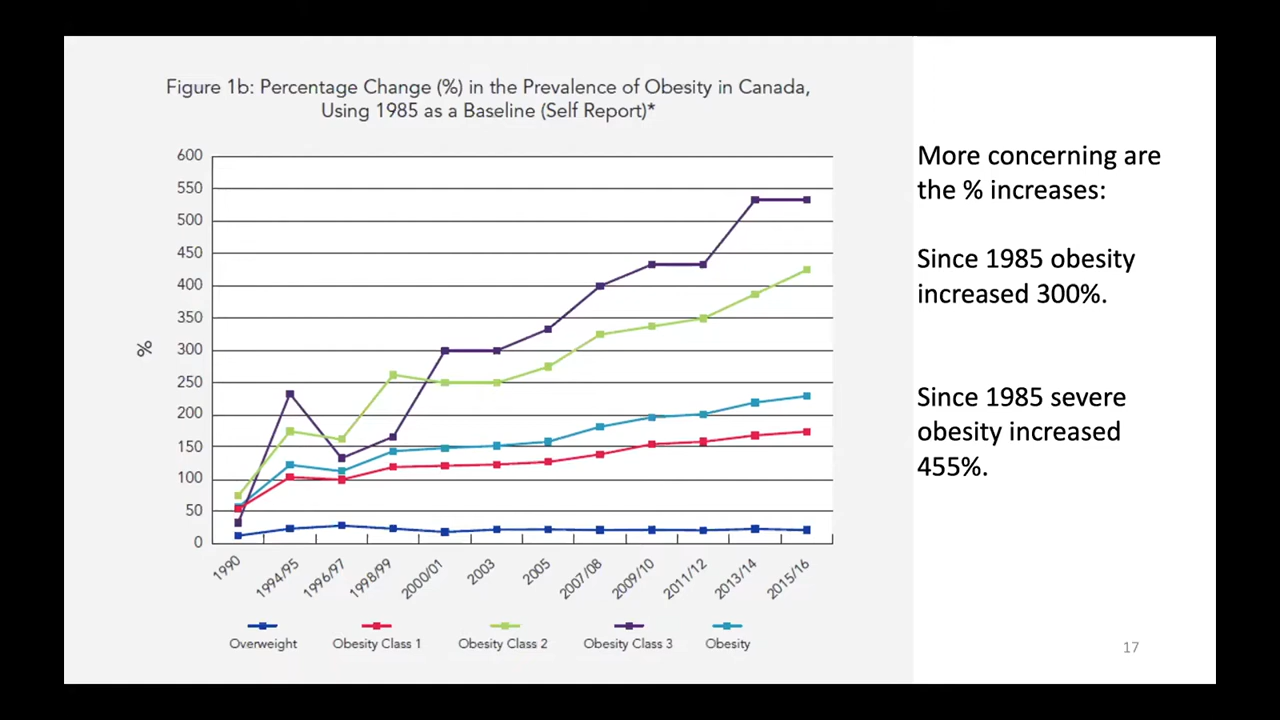 Figure 1b: Percentage Change (%) in the Prevalence of Obesity in Canada,
Using 1985 as a Baseline (Self Report)*
600
550
500
450
400
350
300
250
200
150
100
50
0
%
1990
1994/95
1996/97
1998/99
2000/01
2003
2005
2007/08
2009/10
2011/12
2013/14
2015/16
Overweight
Obesity Class 1
Obesity Class 2
Obesity Class 3
Obesity
More concerning are
the % increases:
Since 1985 obesity
increased 300%.
Since 1985 severe
obesity increased
455%.
17